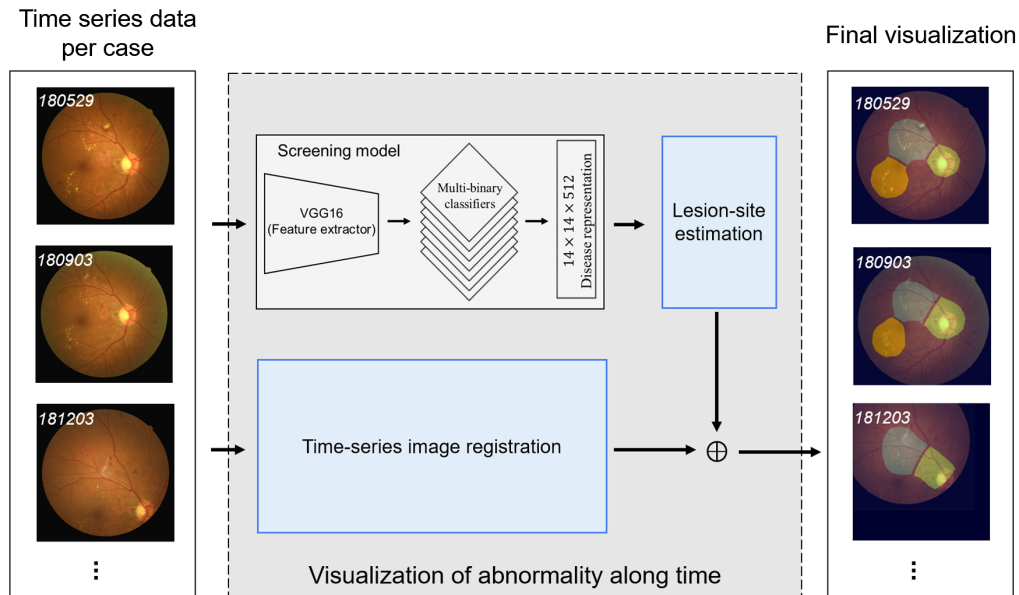 Time series data
per case
180529
180903
181203
⋮
Screening model
VGG16
(Feature extractor)
Multi-binary
classifiers
14 × 14 × 512
Disease representation
Lesion-site
estimation
Time-series image registration
⊕
Visualization of abnormality along time
Final visualization
180529
180903
181203
⋮